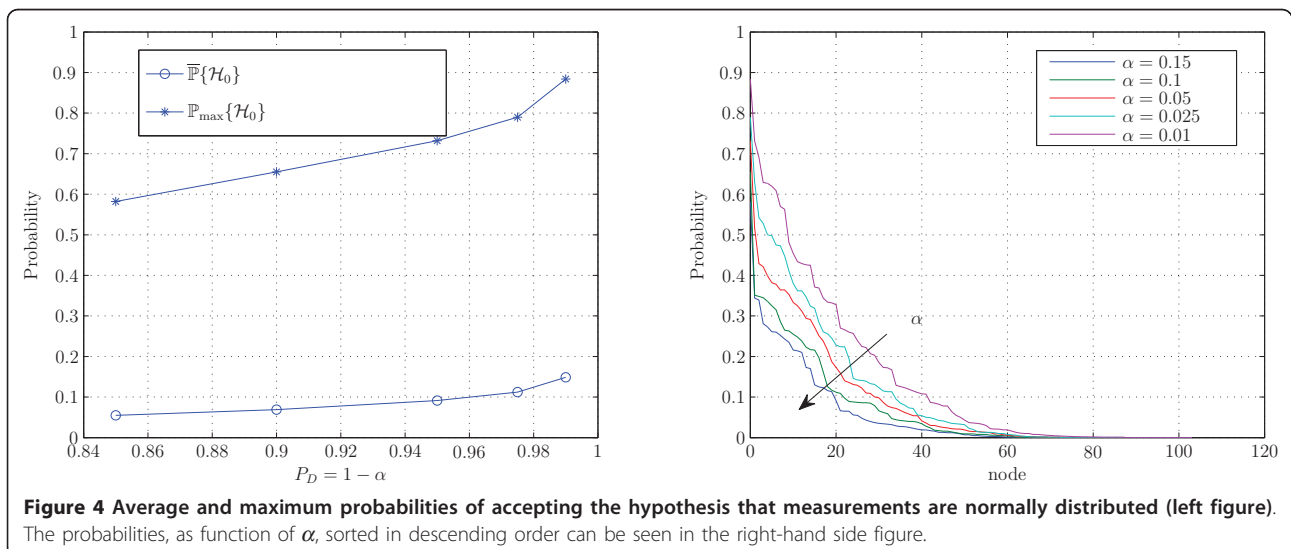 1
0.9
0.8
0.7
0.6
0.5
0.4
0.3
0.2
0.1
0
Probability
0.84 0.86 0.88 0.9 0.92 0.94 0.96 0.98 1
P_D = 1 − α
ℙ̅{ℋ₀}
ℙ_max{ℋ₀}
1
0.9
0.8
0.7
0.6
0.5
0.4
0.3
0.2
0.1
0
Probability
0 20 40 60 80 100 120
node
α = 0.15
α = 0.1
α = 0.05
α = 0.025
α = 0.01
α
Figure 4 Average and maximum probabilities of accepting the hypothesis that measurements are normally distributed (left figure).
The probabilities, as function of α, sorted in descending order can be seen in the right-hand side figure.